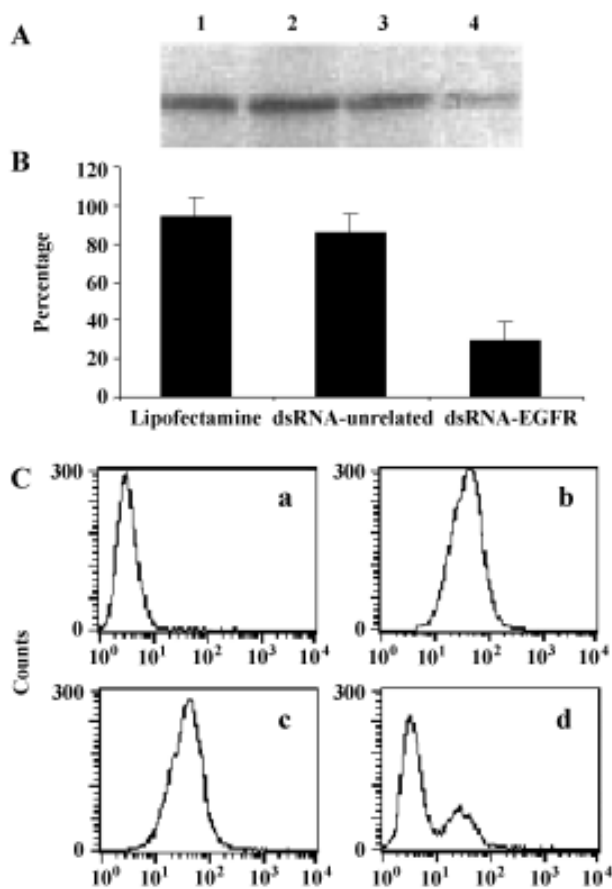 A
1 2 3 4
B
120
100
80
60
40
20
0
Percentage
Lipofectamine dsRNA-unrelated dsRNA-EGFR
C
300
a
0
10⁰ 10¹ 10² 10³ 10⁴
300
b
0
10⁰ 10¹ 10² 10³ 10⁴
Counts
300
c
0
10⁰ 10¹ 10² 10³ 10⁴
300
d
0
10⁰ 10¹ 10² 10³ 10⁴